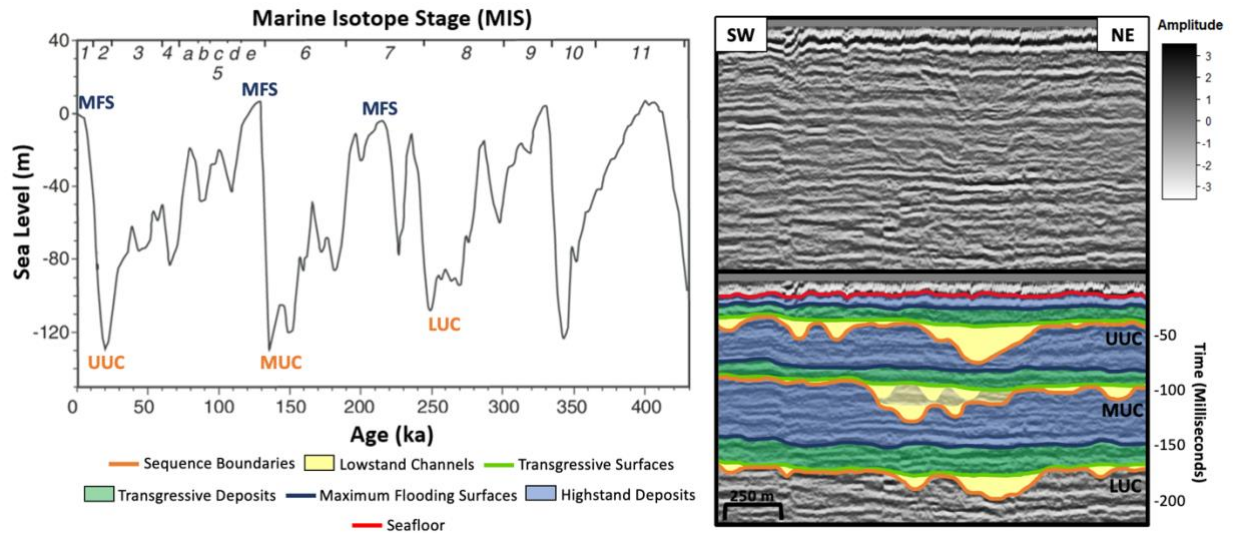 Marine Isotope Stage (MIS)
1 2 3 4 a b c d e 6 7 8 9 10 11
5
40
0
-40
-80
-120
Sea Level (m)
MFS
MFS
MFS
UUC
MUC
LUC
0 50 100 150 200 250 300 350 400
Age (ka)
SW
NE
Amplitude
3
2
1
0
-1
-2
-3
UUC
MUC
LUC
-50
-100
-150
-200
Time (Milliseconds)
250 m
Sequence Boundaries Lowstand Channels Transgressive Surfaces
Transgressive Deposits Maximum Flooding Surfaces Highstand Deposits
Seafloor